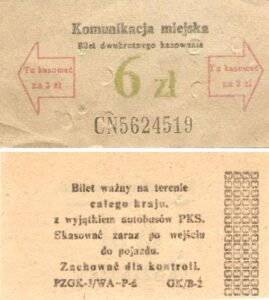 Komunikacja miejska
Bilet dwukrotnego kasowania
Tu kasować za 3 zł
6 zł
Tu kasować za 3 zł
CN5624519
Bilet ważny na terenie
całego kraju,
z wyjątkiem autobusów PKS.
Skasować zaraz po wejściu
do pojazdu.
Zachować dla kontroli.
PZGK-3/WA-P-4 GK/B-2